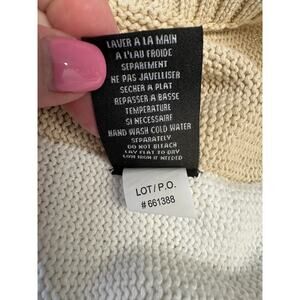 LAVER A LA MAIN
A L'EAU FROIDE
SEPAREMENT
NE PAS JAVELLISER
SECHER A PLAT
REPASSER A BASSE
TEMPERATURE
SI NECESSAIRE
HAND WASH COLD WATER
SEPARATELY
DO NOT BLEACH
LAY FLAT TO DRY
LOW IRON IF NEEDED
LOT/P.O.
#661388